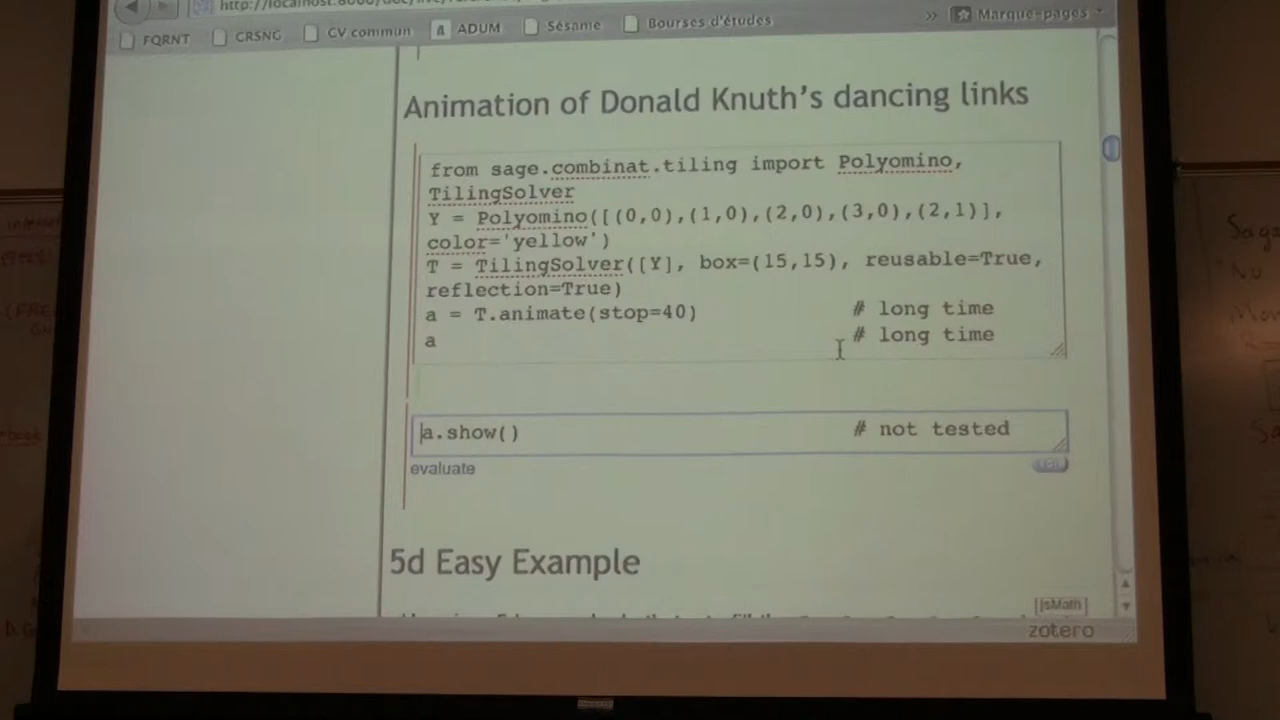 FQRNT CRSNG CV commun ADUM Sésame Bourses d'études » Marque-pages
Animation of Donald Knuth's dancing links
from sage.combinat.tiling import Polyomino,
TilingSolver
Y = Polyomino([(0,0),(1,0),(2,0),(3,0),(2,1)],
color='yellow')
T = TilingSolver([Y], box=(15,15), reusable=True,
reflection=True)
a = T.animate(stop=40) # long time
a # long time
a.show() # not tested
evaluate
5d Easy Example
jsMath
zotero